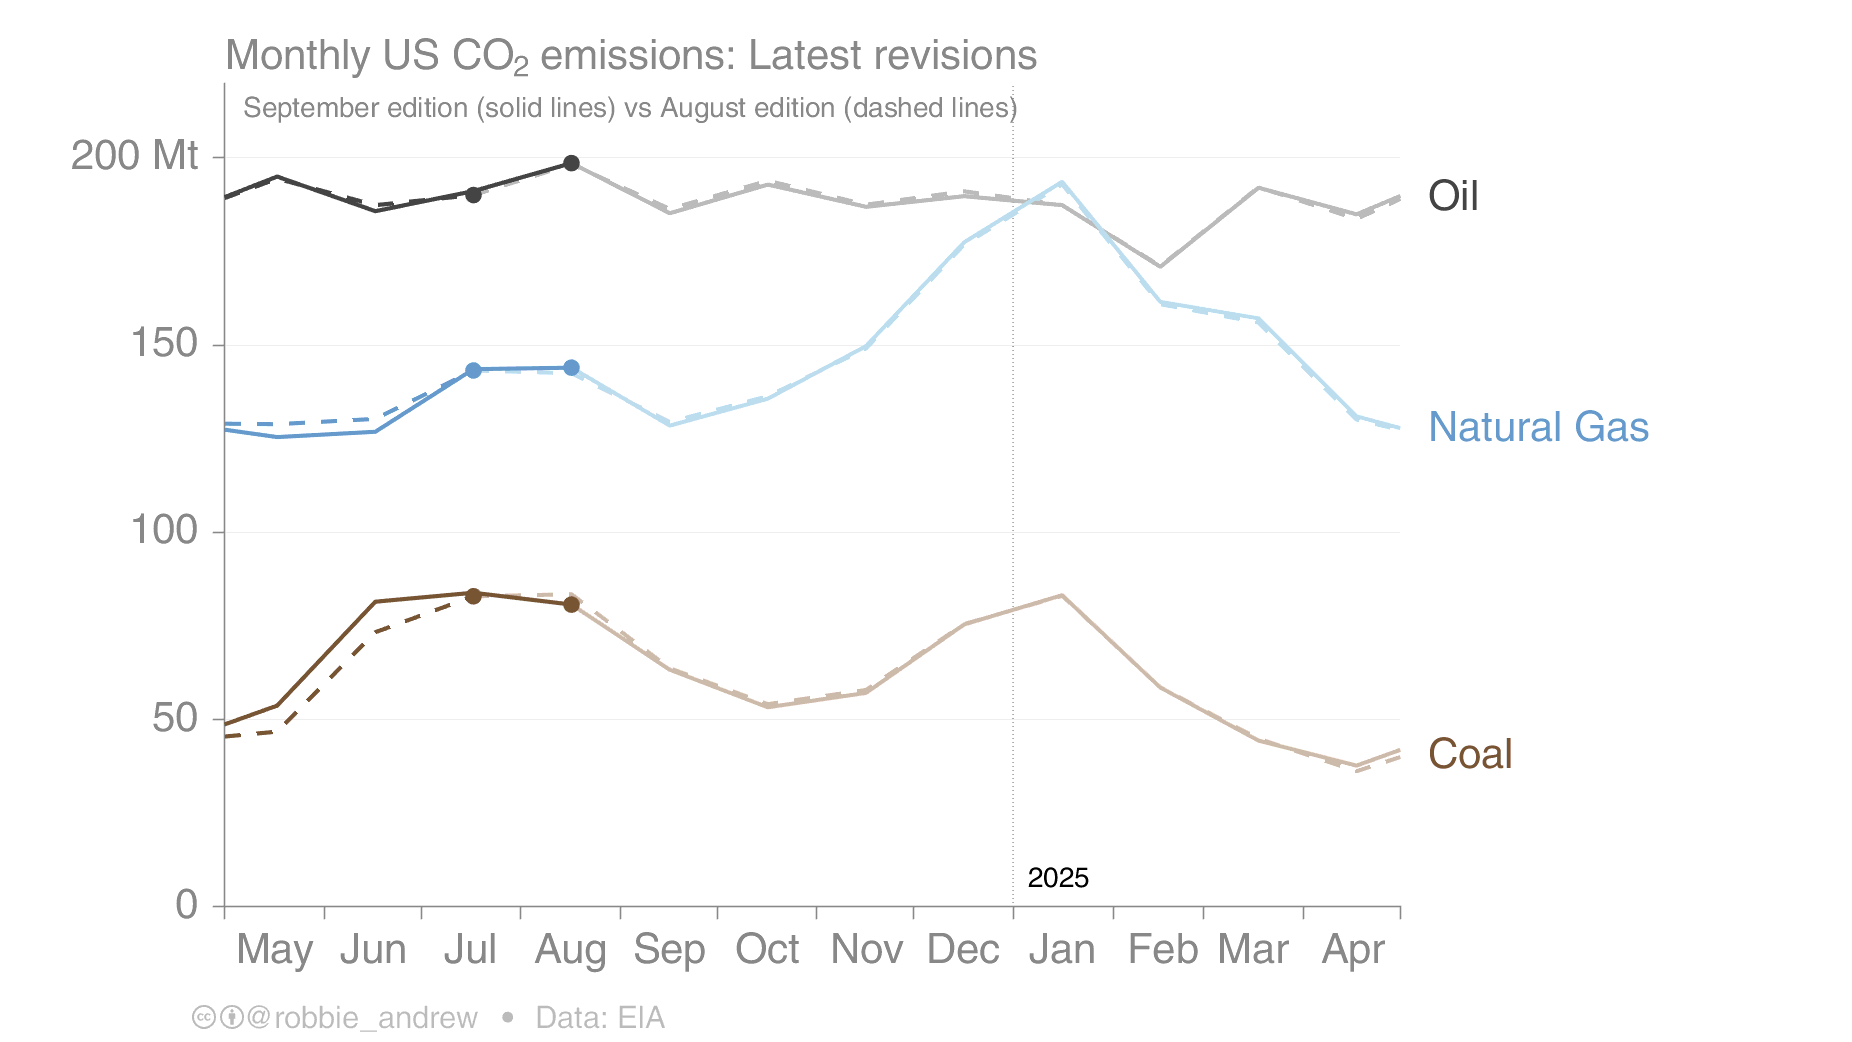 Monthly US CO₂ emissions: Latest revisions
September edition (solid lines) vs August edition (dashed lines)
200 Mt
150
100
50
0
Oil
Natural Gas
Coal
2025
May Jun Jul Aug Sep Oct Nov Dec Jan Feb Mar Apr
cc @robbie_andrew • Data: EIA